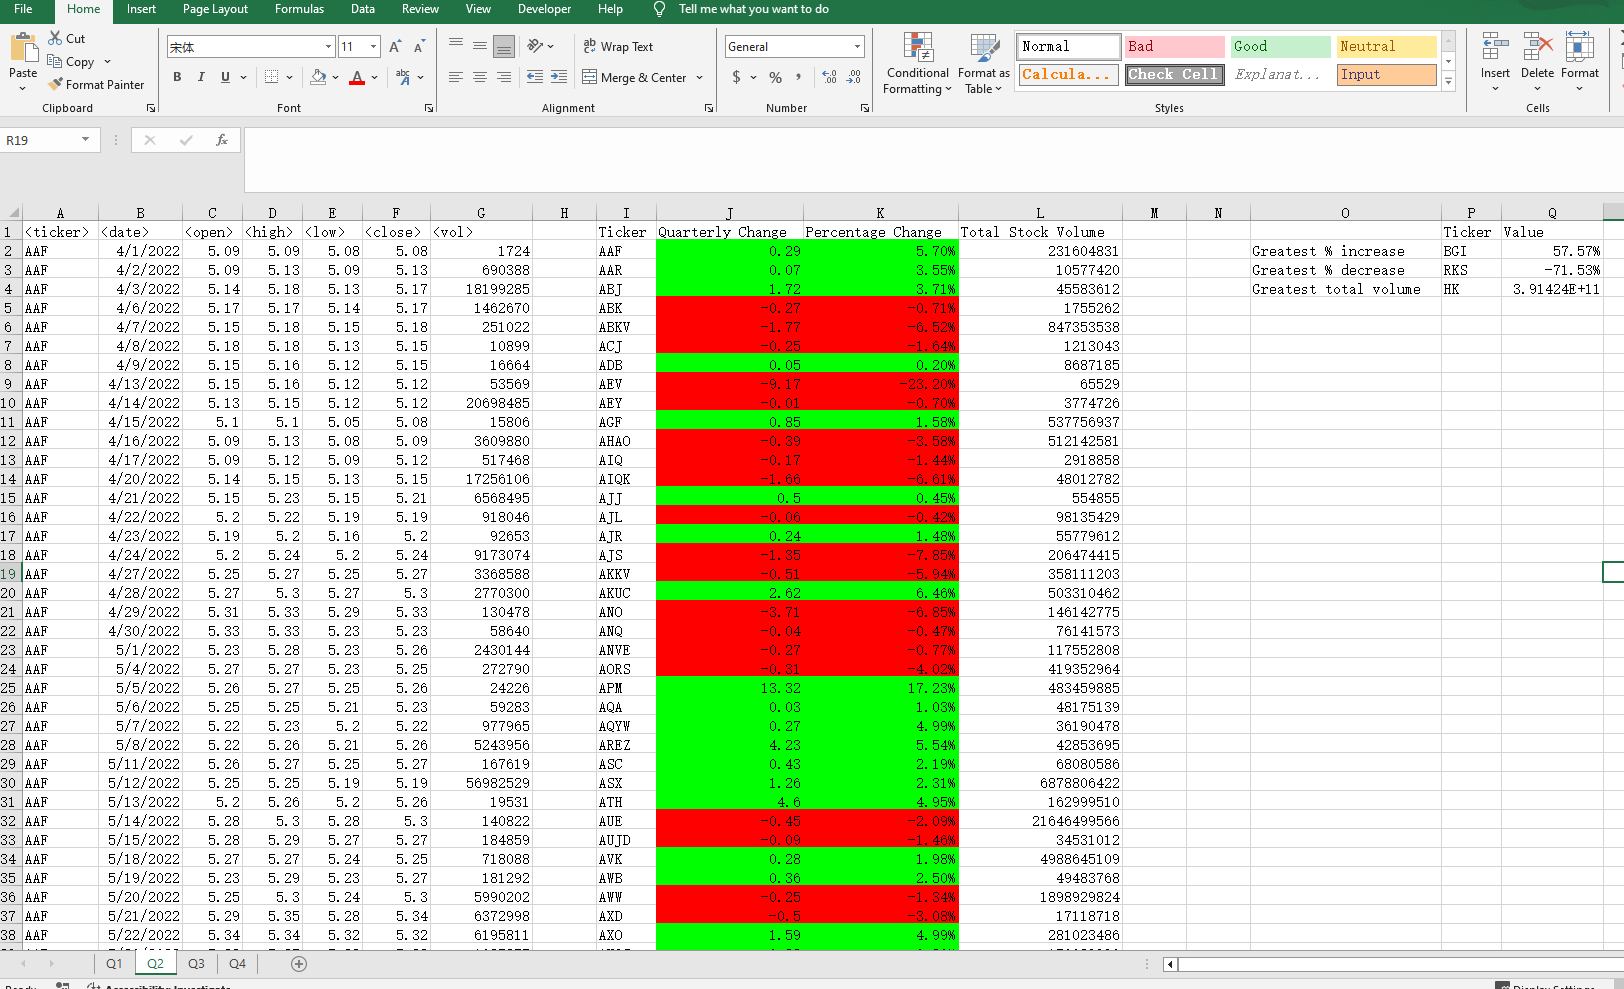 File Home Insert Page Layout Formulas Data Review View Developer Help Tell me what you want to do
Paste Cut Copy Format Painter Clipboard
宋体 11 A A B I U A abc Font
ab Wrap Text Merge & Center Alignment
General $ % , Number
Conditional Formatting Format as Table Normal Bad Good Neutral Calcula... Check Cell Explanat... Input Styles
Insert Delete Format Cells
R19 fx
A B C D E F G H I J K L M N O P Q
1 <ticker> <date> <open> <high> <low> <close> <vol> Ticker Quarterly Change Percentage Change Total Stock Volume Ticker Value
2 AAF 4/1/2022 5.09 5.09 5.08 5.08 1724 AAF 0.29 5.70% 231604831 Greatest % increase BGI 57.57%
3 AAF 4/2/2022 5.09 5.13 5.09 5.13 690388 AAR 0.07 3.55% 10577420 Greatest % decrease RKS -71.53%
4 AAF 4/3/2022 5.14 5.18 5.13 5.17 18199285 ABJ 1.72 3.71% 45583612 Greatest total volume HK 3.91424E+11
5 AAF 4/6/2022 5.17 5.17 5.14 5.17 1462670 ABK -0.27 -0.71% 1755262
6 AAF 4/7/2022 5.15 5.18 5.15 5.18 251022 ABKV -1.77 -6.52% 847353538
7 AAF 4/8/2022 5.18 5.18 5.13 5.15 10899 ACJ -0.25 -1.64% 1213043
8 AAF 4/9/2022 5.15 5.16 5.12 5.15 16664 ADB 0.05 0.20% 8687185
9 AAF 4/13/2022 5.15 5.16 5.12 5.12 53569 AEV -9.17 -23.20% 65529
10 AAF 4/14/2022 5.13 5.15 5.12 5.12 20698485 AEY -0.01 -0.70% 3774726
11 AAF 4/15/2022 5.1 5.1 5.05 5.08 15806 AGF 0.85 1.58% 537756937
12 AAF 4/16/2022 5.09 5.13 5.08 5.09 3609880 AHAO -0.39 -3.58% 512142581
13 AAF 4/17/2022 5.09 5.12 5.09 5.12 517468 AIQ -0.17 -1.44% 2918858
14 AAF 4/20/2022 5.14 5.15 5.13 5.15 17256106 AIQK -1.66 -6.61% 48012782
15 AAF 4/21/2022 5.15 5.23 5.15 5.21 6568495 AJJ 0.5 0.45% 554855
16 AAF 4/22/2022 5.2 5.22 5.19 5.19 918046 AJL -0.06 -0.42% 98135429
17 AAF 4/23/2022 5.19 5.2 5.16 5.2 92653 AJR 0.24 1.48% 55779612
18 AAF 4/24/2022 5.2 5.24 5.2 5.24 9173074 AJS -1.35 -7.85% 206474415
19 AAF 4/27/2022 5.25 5.27 5.25 5.27 3368588 AKKV -0.51 -5.94% 358111203
20 AAF 4/28/2022 5.27 5.3 5.27 5.3 2770300 AKUC 2.62 6.46% 503310462
21 AAF 4/29/2022 5.31 5.33 5.29 5.33 130478 ANO -3.71 -6.85% 146142775
22 AAF 4/30/2022 5.33 5.33 5.23 5.23 58640 ANQ -0.04 -0.47% 76141573
23 AAF 5/1/2022 5.23 5.28 5.23 5.26 2430144 ANVE -0.27 -0.77% 117552808
24 AAF 5/4/2022 5.27 5.27 5.23 5.25 272790 AORS -0.31 -4.02% 419352964
25 AAF 5/5/2022 5.26 5.27 5.25 5.26 24226 APM 13.32 17.23% 483459885
26 AAF 5/6/2022 5.25 5.25 5.21 5.23 59283 AQA 0.03 1.03% 48175139
27 AAF 5/7/2022 5.22 5.23 5.2 5.22 977965 AQYW 0.27 4.99% 36190478
28 AAF 5/8/2022 5.22 5.26 5.21 5.26 5243956 AREZ 4.23 5.54% 42853695
29 AAF 5/11/2022 5.26 5.27 5.25 5.27 167619 ASC 0.43 2.19% 68080586
30 AAF 5/12/2022 5.25 5.25 5.19 5.19 56982529 ASX 1.26 2.31% 6878806422
31 AAF 5/13/2022 5.2 5.26 5.2 5.26 19531 ATH 4.6 4.95% 162999510
32 AAF 5/14/2022 5.28 5.3 5.28 5.3 140822 AUE -0.45 -2.09% 21646499566
33 AAF 5/15/2022 5.28 5.29 5.27 5.27 184859 AUJD -0.09 -1.46% 34531012
34 AAF 5/18/2022 5.27 5.27 5.24 5.25 718088 AVK 0.28 1.98% 4988645109
35 AAF 5/19/2022 5.23 5.29 5.23 5.27 181292 AWB 0.36 2.50% 49483768
36 AAF 5/20/2022 5.25 5.3 5.24 5.3 5990202 AWW -0.25 -1.34% 1898929824
37 AAF 5/21/2022 5.29 5.35 5.28 5.34 6372998 AXD -0.5 -3.08% 17118718
38 AAF 5/22/2022 5.34 5.34 5.32 5.32 6195811 AXO 1.59 4.99% 281023486
Q1 Q2 Q3 Q4
Ready Accessibility: Investigate Display Settings